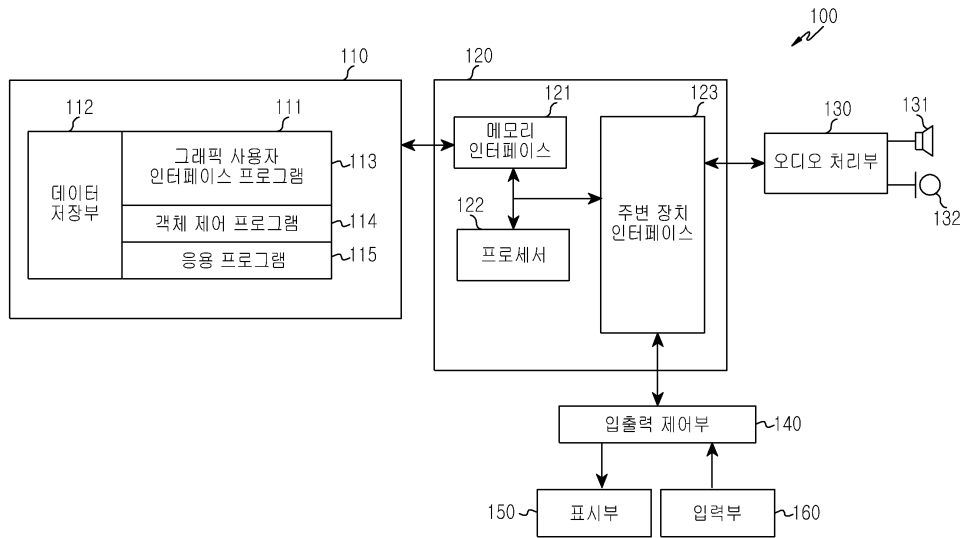 100
110
120
112
111
121
123
130
131
데이터
저장부
그래픽 사용자
인터페이스 프로그램
113
메모리
인터페이스
오디오 처리부
객체 제어 프로그램
114
122
주변 장치
인터페이스
132
응용 프로그램
115
프로세서
입출력 제어부
140
150
표시부
입력부
160